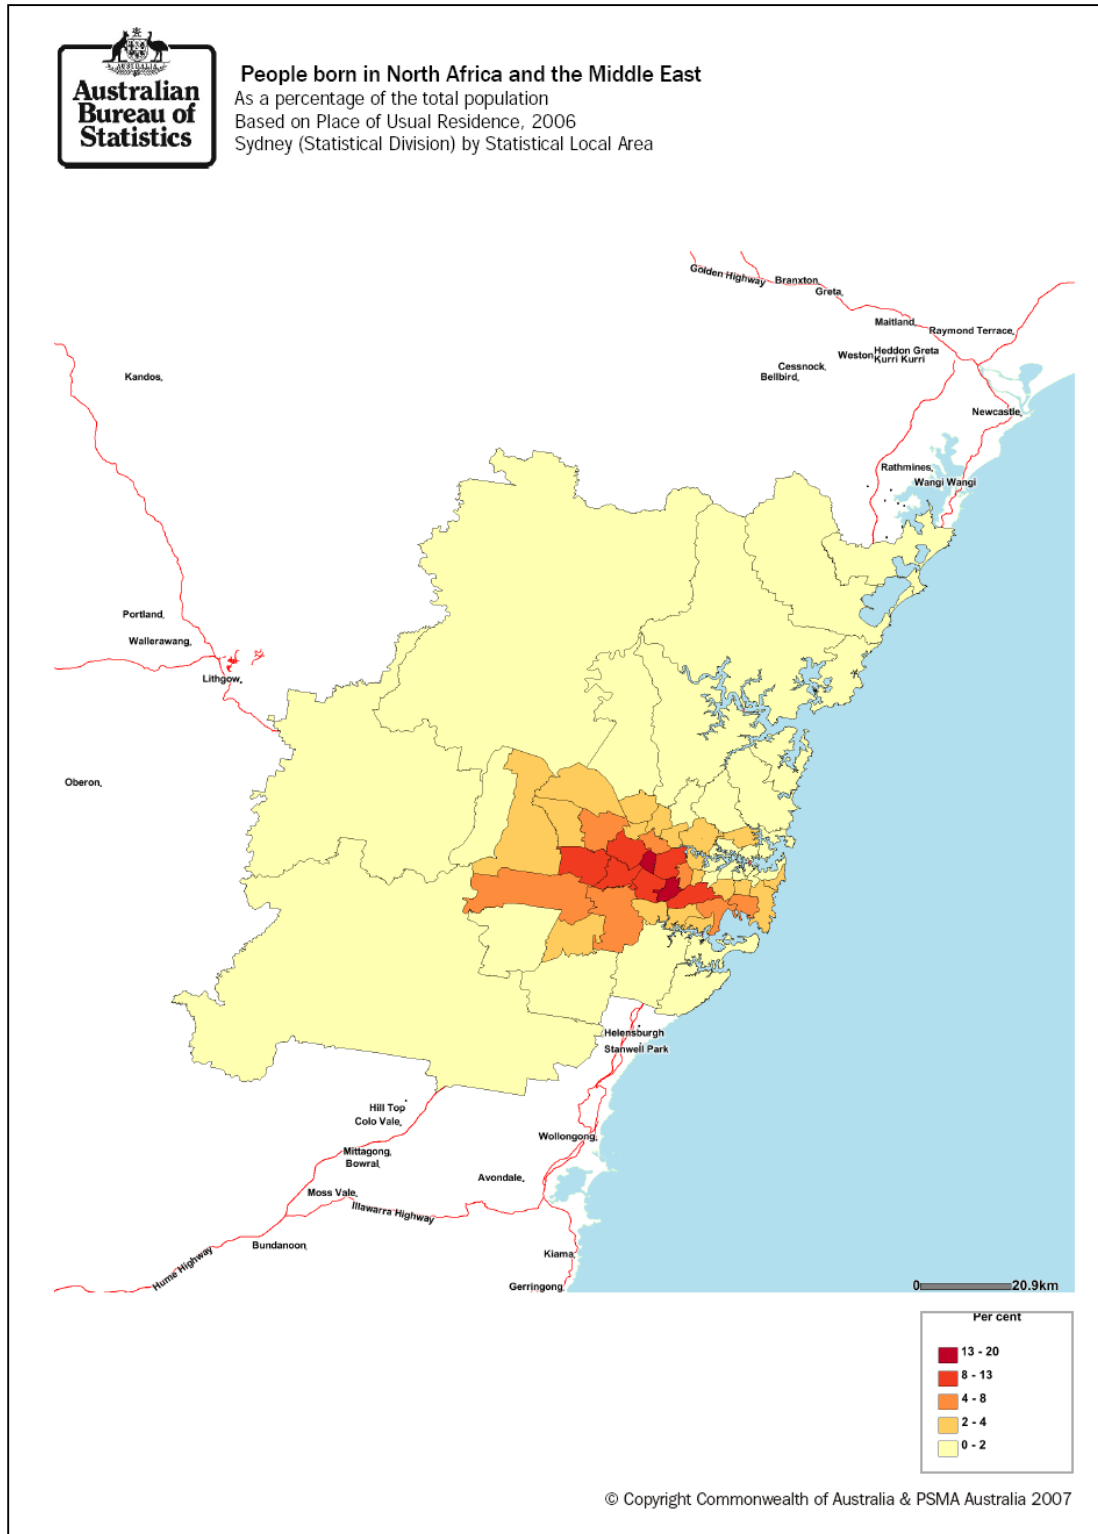 AUSTRALIA
Australian
Bureau of
Statistics
People born in North Africa and the Middle East
As a percentage of the total population
Based on Place of Usual Residence, 2006
Sydney (Statistical Division) by Statistical Local Area
Golden Highway
Branxton
Greta
Maitland
Raymond Terrace
Heddon Greta
Weston
Kurri Kurri
Cessnock
Bellbird
Kandos
Newcastle
Rathmines
Wangi Wangi
Portland
Wallerawang
Lithgow
Oberon
Helensburgh
Stanwell Park
Hill Top
Colo Vale
Wollongong
Mittagong
Bowral
Avondale
Moss Vale
Illawarra Highway
Bundanoon
Hume Highway
Kiama
Gerringong
0 20.9km
Per cent
13 - 20
8 - 13
4 - 8
2 - 4
0 - 2
© Copyright Commonwealth of Australia & PSMA Australia 2007